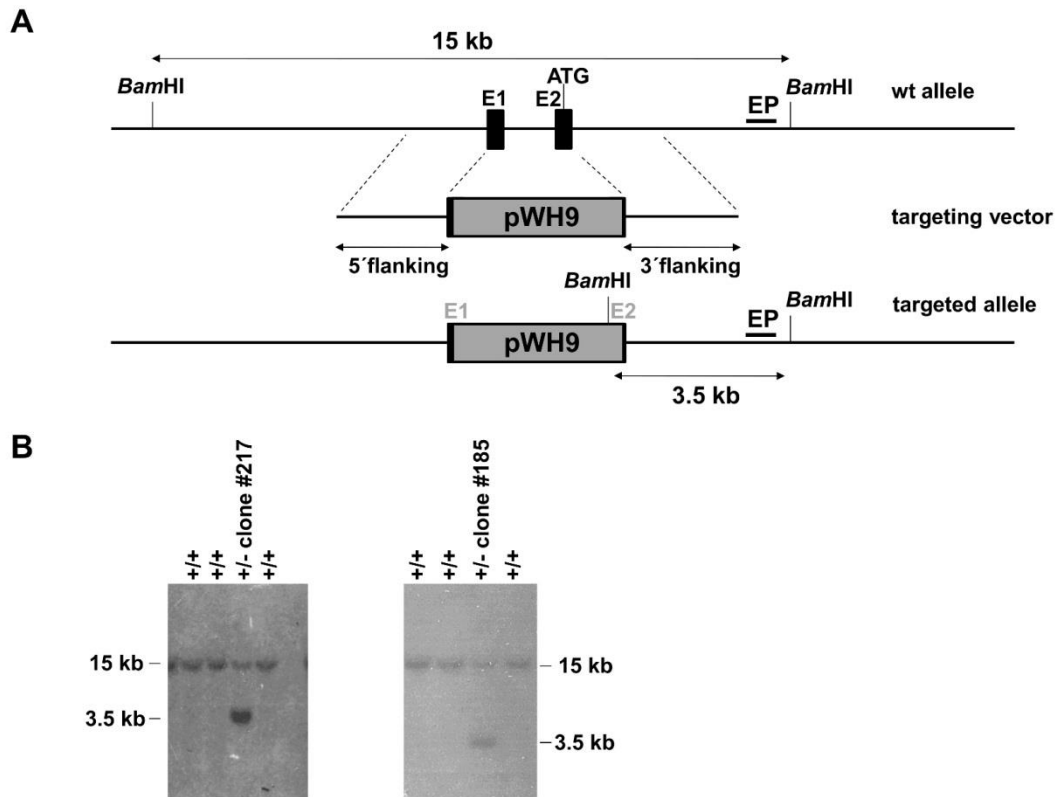 A
15 kb
BamHI
E1
E2
ATG
EP
BamHI
wt allele
pWH9
targeting vector
5´flanking
3´flanking
BamHI
E1
E2
pWH9
EP
BamHI
targeted allele
3.5 kb
B
+/+
+/+
+/- clone #217
+/+
+/+
+/+
+/- clone #185
+/+
15 kb
3.5 kb
15 kb
3.5 kb